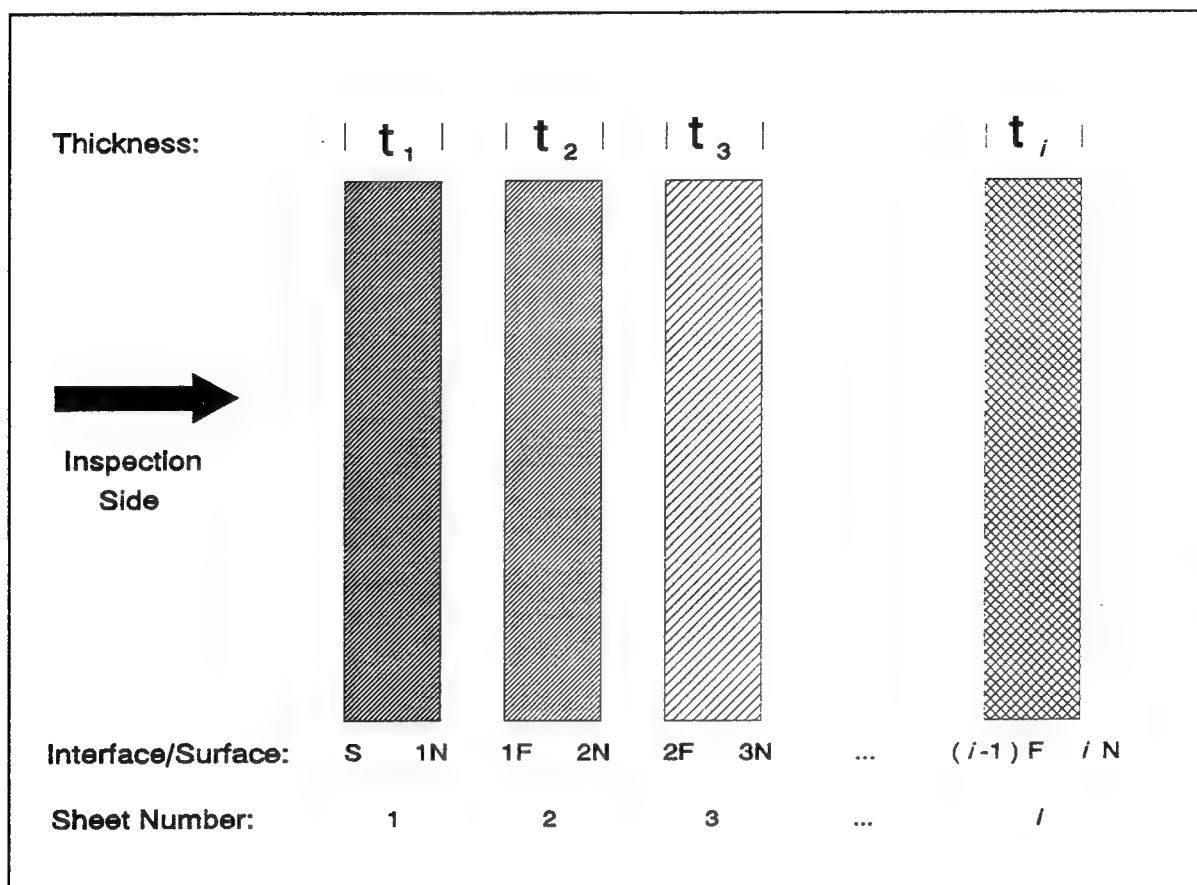 Thickness: | t₁ | | t₂ | | t₃ | | tᵢ |
Inspection
Side
Interface/Surface: S 1N 1F 2N 2F 3N ... (i-1) F i N
Sheet Number: 1 2 3 ... i